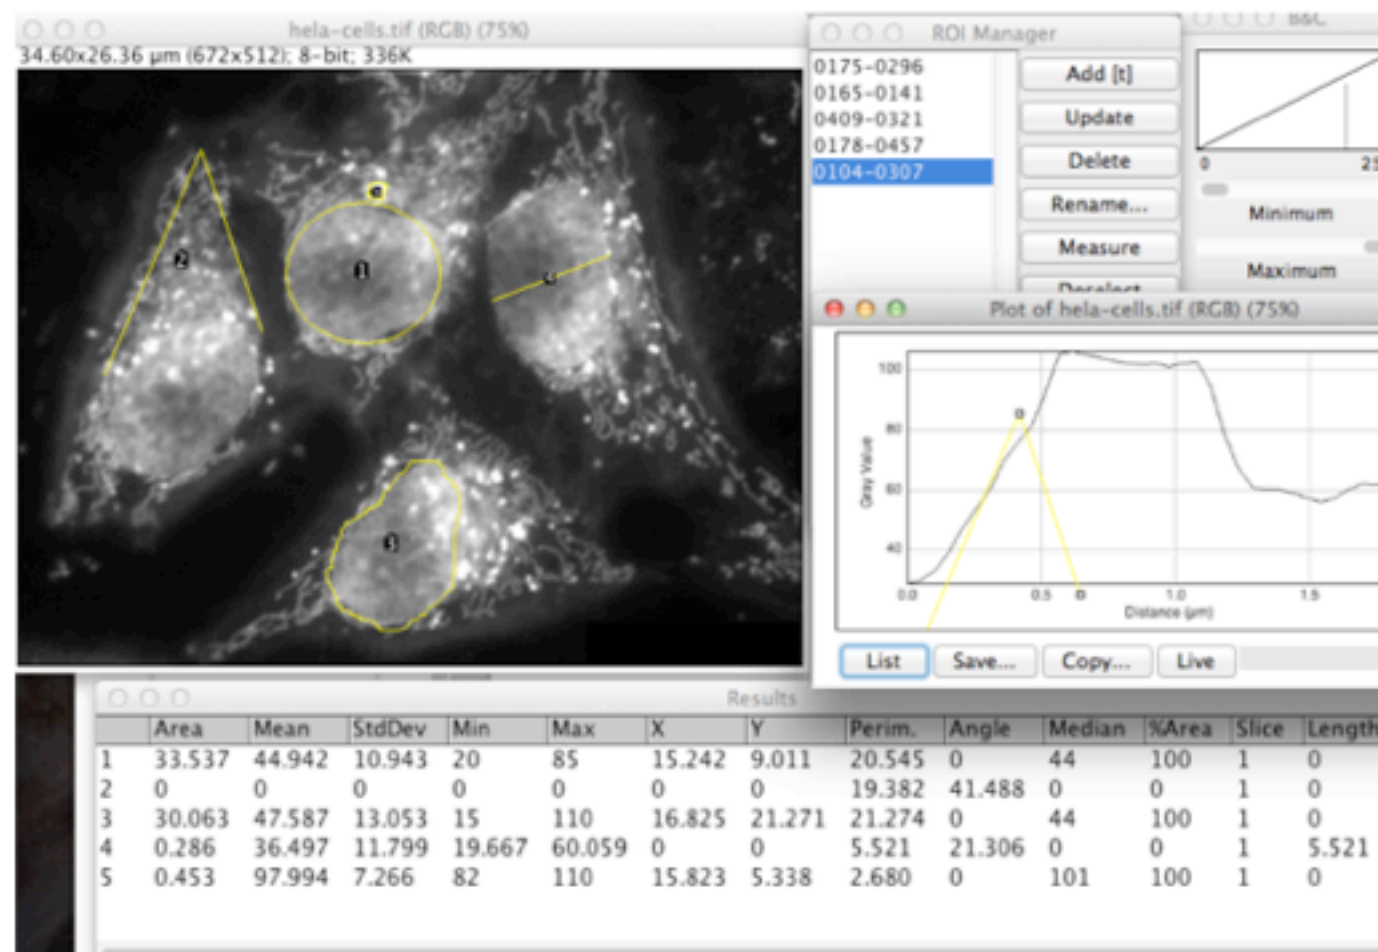 hela-cells.tif (RGB) (75%)
34.60x26.36 µm (672x512); 8-bit; 336K
2
1
3
ROI Manager
0175-0296
0165-0141
0409-0321
0178-0457
0104-0307
Add [t]
Update
Delete
Rename...
Measure
Deselect
B&C
0
Minimum
Maximum
Plot of hela-cells.tif (RGB) (75%)
100
80
60
40
Gray Value
0.0 0.5 1.0 1.5
Distance (µm)
List Save... Copy... Live
Results
Area Mean StdDev Min Max X Y Perim. Angle Median %Area Slice Length
1 33.537 44.942 10.943 20 85 15.242 9.011 20.545 0 44 100 1 0
2 0 0 0 0 0 0 0 19.382 41.488 0 0 1 0
3 30.063 47.587 13.053 15 110 16.825 21.271 21.274 0 44 100 1 0
4 0.286 36.497 11.799 19.667 60.059 0 0 5.521 21.306 0 0 1 5.521
5 0.453 97.994 7.266 82 110 15.823 5.338 2.680 0 101 100 1 0